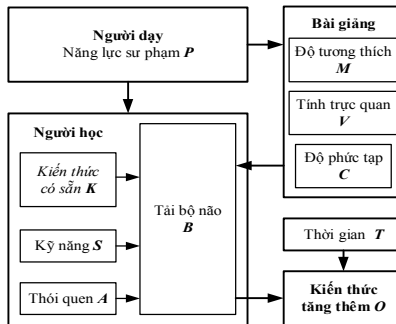 Người dạy
Năng lực sư phạm P
Bài giảng
Độ tương thích
M
Tính trực quan
V
Độ phức tạp
C
Người học
Kiến thức
có sẵn K
Kỹ năng S
Thói quen A
Tải bộ não
B
Thời gian T
Kiến thức
tăng thêm O